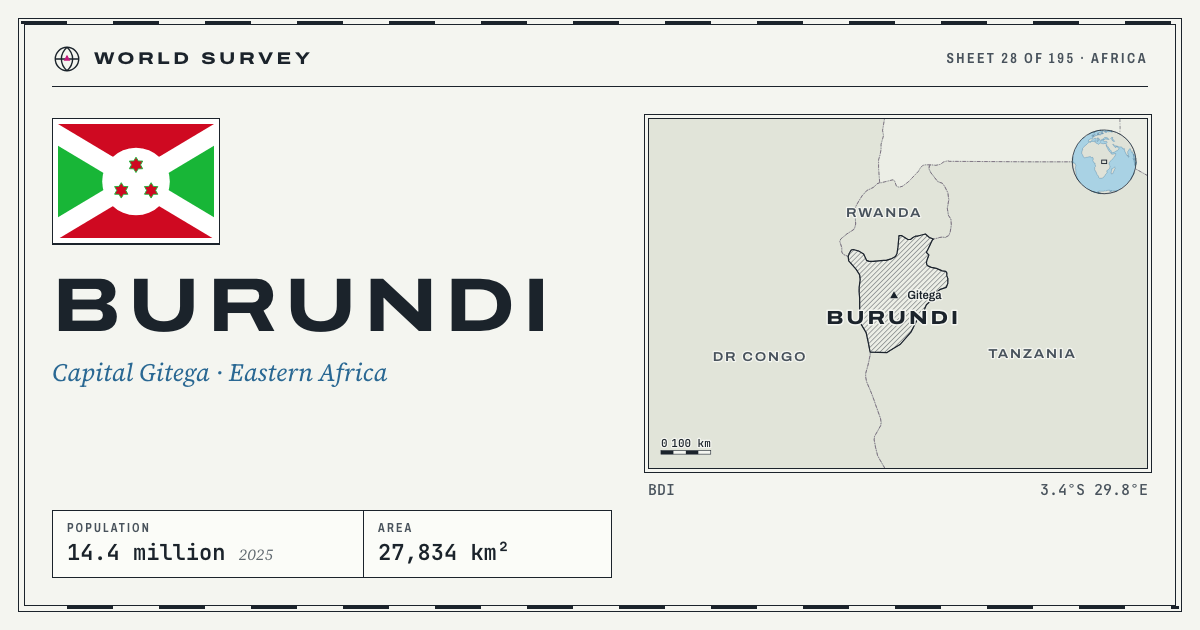 WORLD SURVEY
SHEET 28 OF 195 · AFRICA
BURUNDI
Capital Gitega · Eastern Africa
RWANDA
Gitega
BURUNDI
DR CONGO
TANZANIA
0 100 km
BDI
3.4°S 29.8°E
POPULATION
14.4 million 2025
AREA
27,834 km²